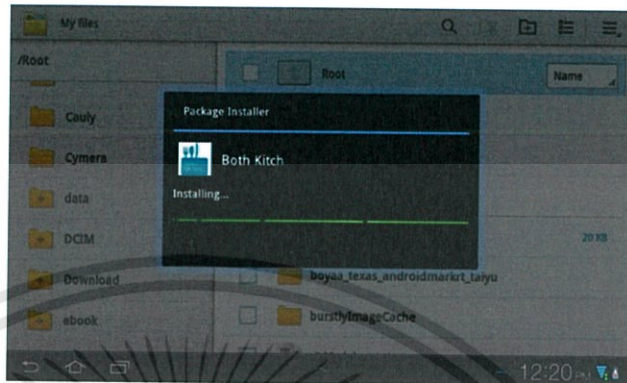 My files
/Root
Root
Name
Cauly
Cymera
data
DCIM
Download
ebook
Package Installer
Both Kitch
Installing...
20 KB
boyaa_texas_androidmarkrt_taiyu
burstlyImageCache
12:20 PM